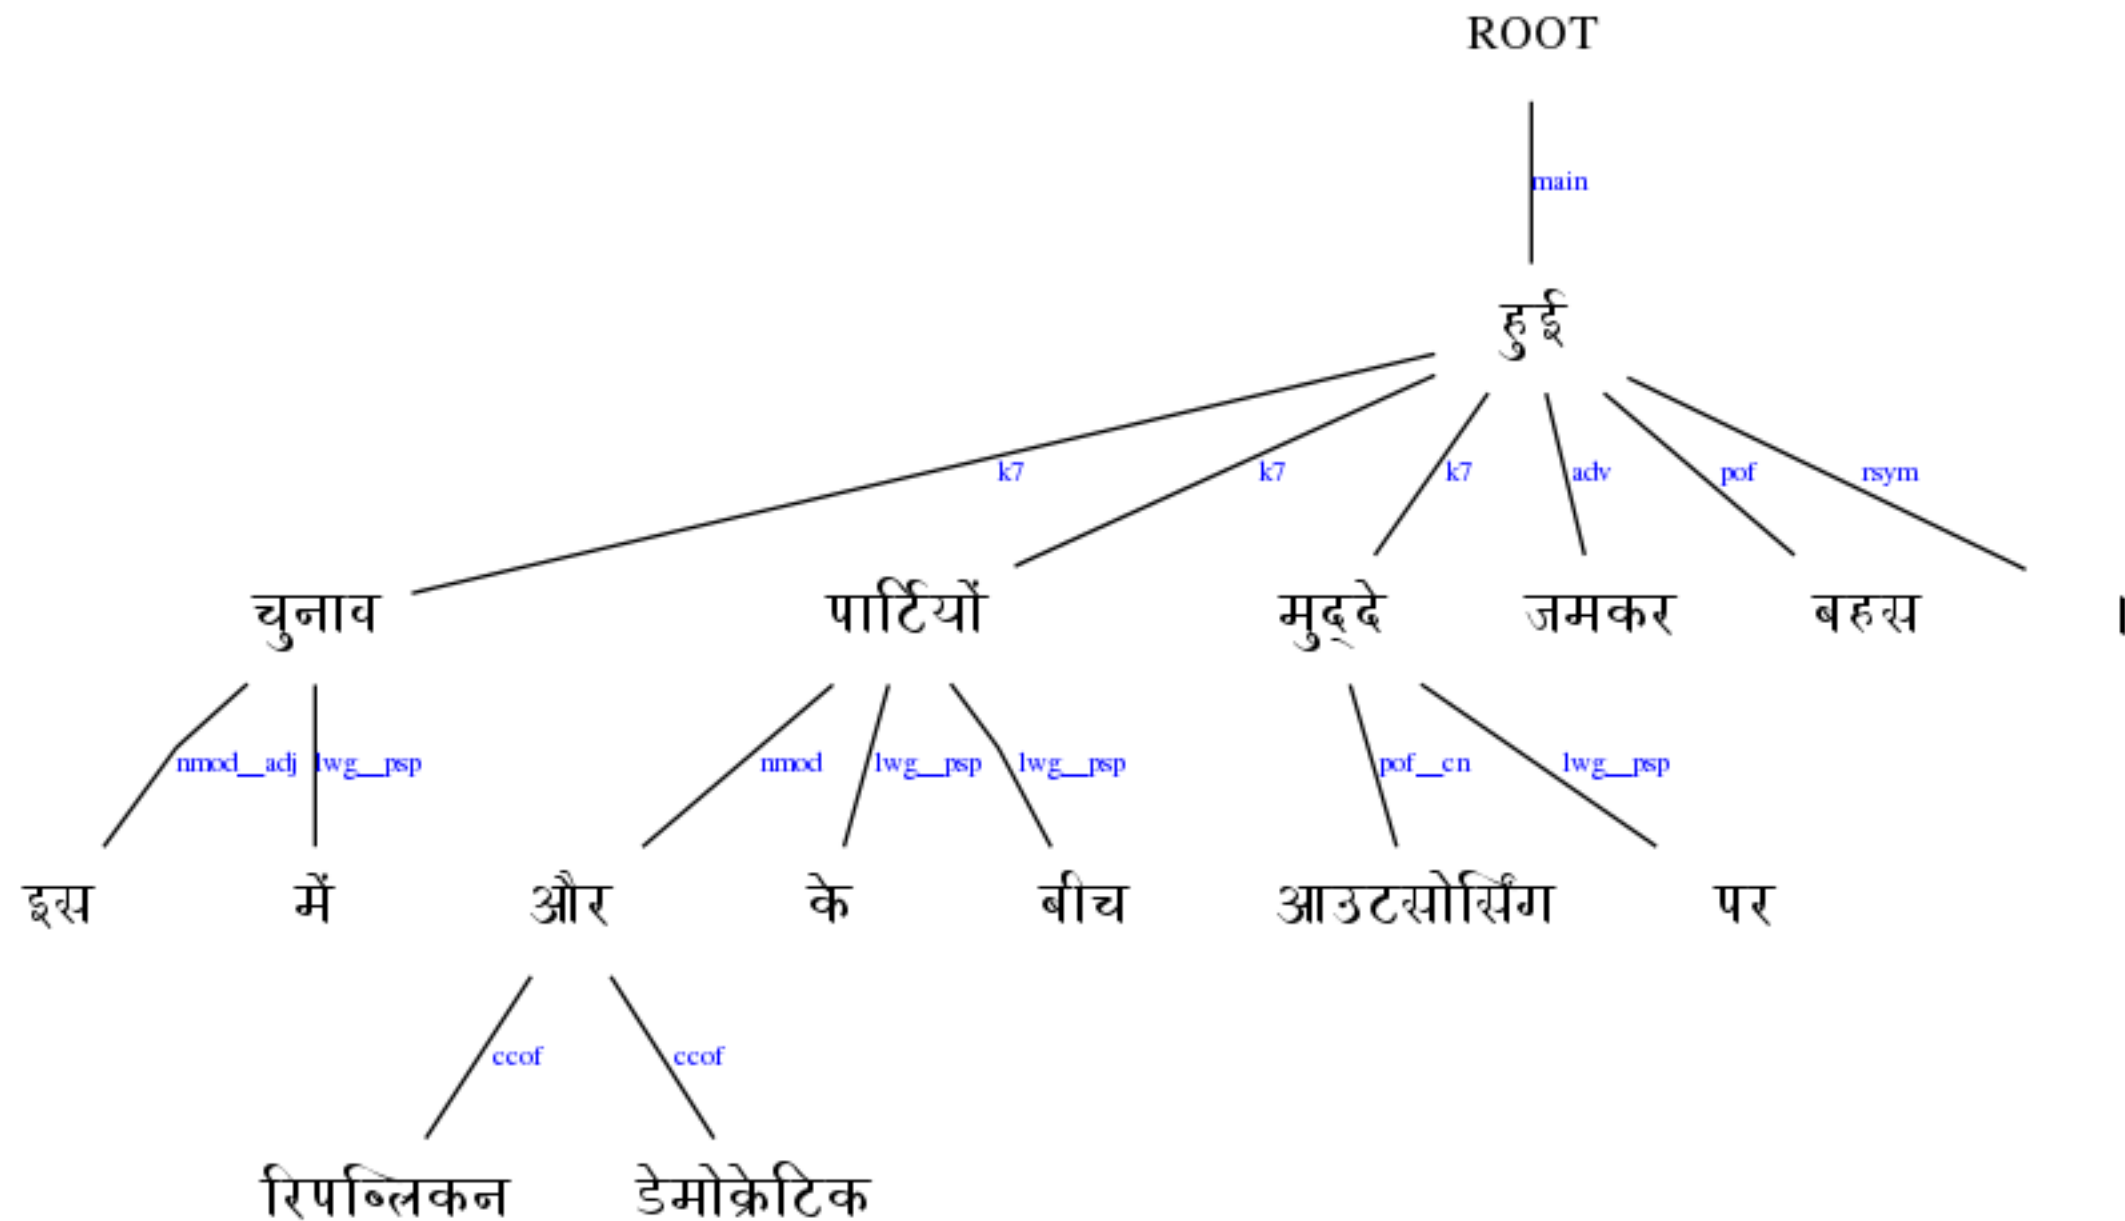 ROOT
main
हुई
k7 k7 k7 adv pof rsym
चुनाव पार्टियों मुद्दे जमकर बहस ।
nmod__adj lwg__psp nmod lwg__psp lwg__psp pof__cn lwg__psp
इस में और के बीच आउटसोर्सिंग पर
ccof ccof
रिपब्लिकन डेमोक्रेटिक